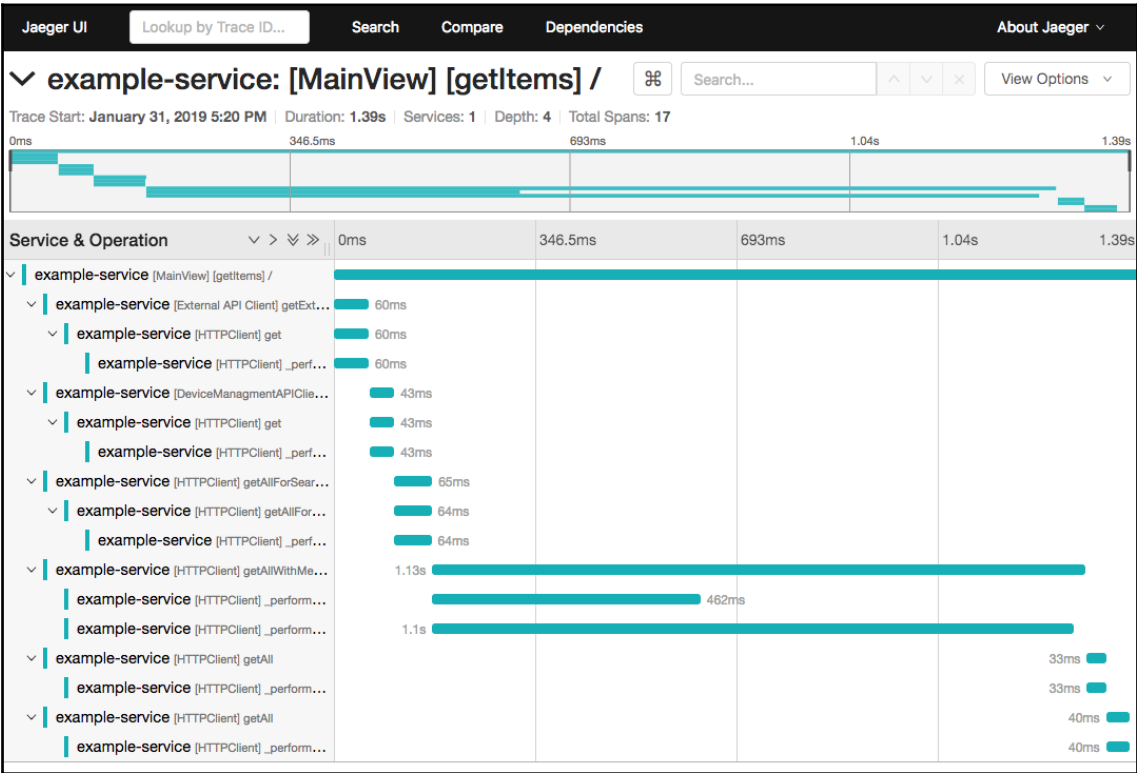 Jaeger UI Lookup by Trace ID... Search Compare Dependencies About Jaeger
example-service: [MainView] [getItems] / ⌘ Search... View Options
Trace Start: January 31, 2019 5:20 PM | Duration: 1.39s | Services: 1 | Depth: 4 | Total Spans: 17
0ms 346.5ms 693ms 1.04s 1.39s
Service & Operation 0ms 346.5ms 693ms 1.04s 1.39s
example-service [MainView] [getItems] /
example-service [External API Client] getExt... 60ms
example-service [HTTPClient] get 60ms
example-service [HTTPClient] _perf... 60ms
example-service [DeviceManagmentAPIClie... 43ms
example-service [HTTPClient] get 43ms
example-service [HTTPClient] _perf... 43ms
example-service [HTTPClient] getAllForSear... 65ms
example-service [HTTPClient] getAllFor... 64ms
example-service [HTTPClient] _perf... 64ms
example-service [HTTPClient] getAllWithMe... 1.13s
example-service [HTTPClient] _perform... 462ms
example-service [HTTPClient] _perform... 1.1s
example-service [HTTPClient] getAll 33ms
example-service [HTTPClient] _perform... 33ms
example-service [HTTPClient] getAll 40ms
example-service [HTTPClient] _perform... 40ms